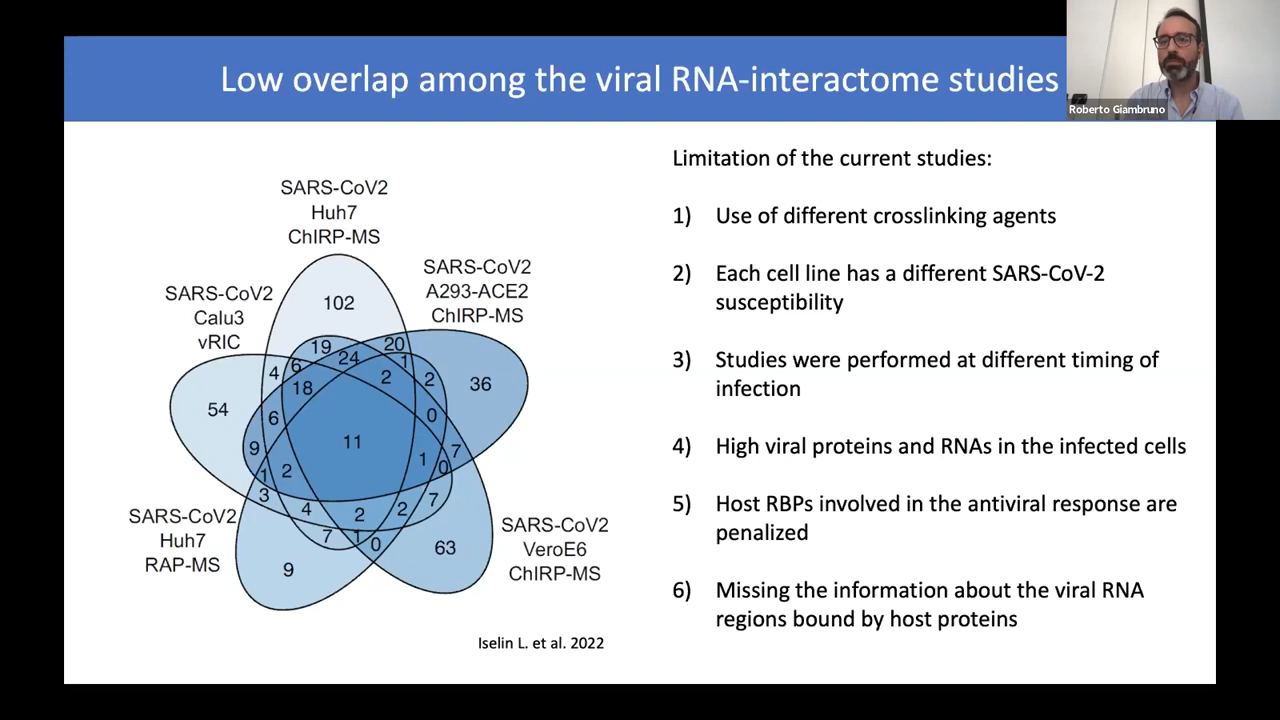 Low overlap among the viral RNA-interactome studies
Roberto Giambruno
SARS-CoV2
Huh7
ChIRP-MS
SARS-CoV2
A293-ACE2
ChIRP-MS
SARS-CoV2
Calu3
vRIC
SARS-CoV2
Huh7
RAP-MS
SARS-CoV2
VeroE6
ChIRP-MS
102
19
20
24
1
4
6
2
2
36
18
54
6
0
9
11
7
1
0
1
2
3
7
4
2
2
7
1
0
63
9
Iselin L. et al. 2022
Limitation of the current studies:
1) Use of different crosslinking agents
2) Each cell line has a different SARS-CoV-2
susceptibility
3) Studies were performed at different timing of
infection
4) High viral proteins and RNAs in the infected cells
5) Host RBPs involved in the antiviral response are
penalized
6) Missing the information about the viral RNA
regions bound by host proteins